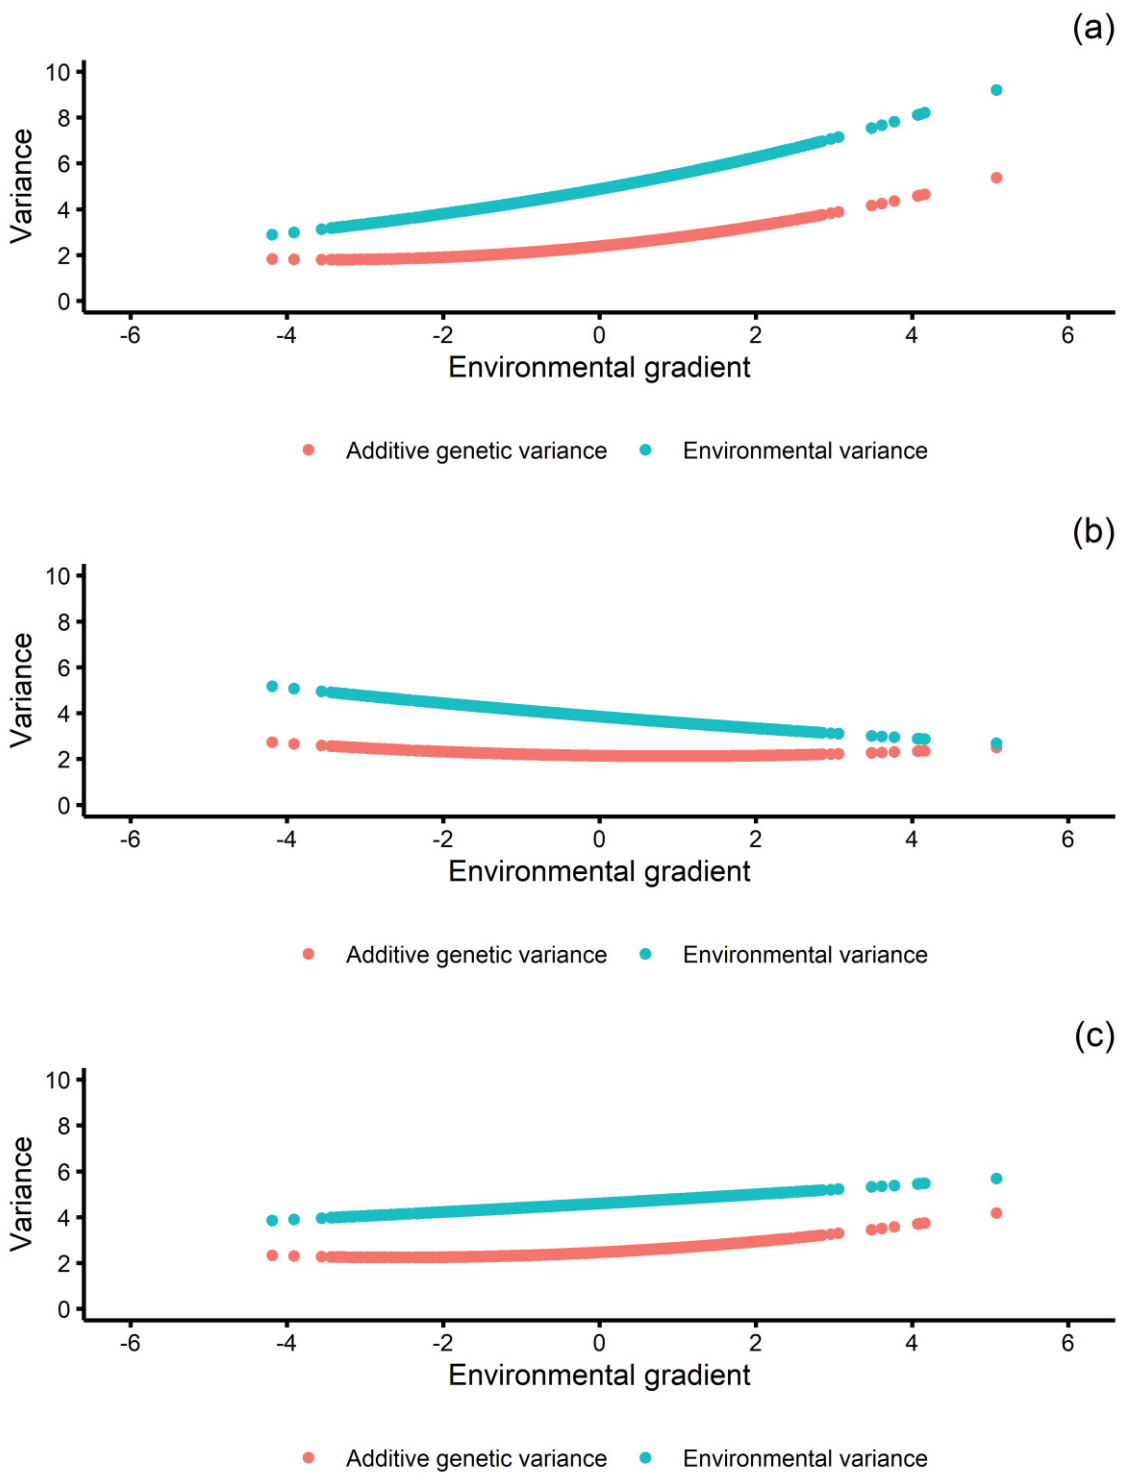 (a)
10
8
6
4
2
0
Variance
-6 -4 -2 0 2 4 6
Environmental gradient
Additive genetic variance Environmental variance
(b)
10
8
6
4
2
0
Variance
-6 -4 -2 0 2 4 6
Environmental gradient
Additive genetic variance Environmental variance
(c)
10
8
6
4
2
0
Variance
-6 -4 -2 0 2 4 6
Environmental gradient
Additive genetic variance Environmental variance